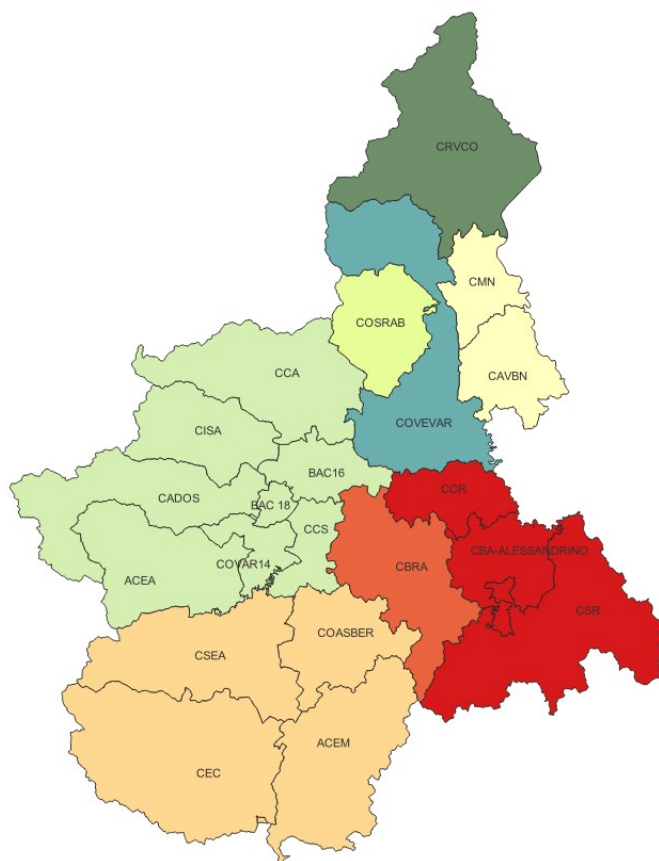 CRVCO
CMN
COSRAB
CCA
CAVBN
COVEVAR
CISA
BAC16
CCR
CADOS
BAC 18
CCS
CBA-ALESSANDRINO
COVAR14
CBRA
ACEA
CSR
COASBER
CSEA
ACEM
CEC